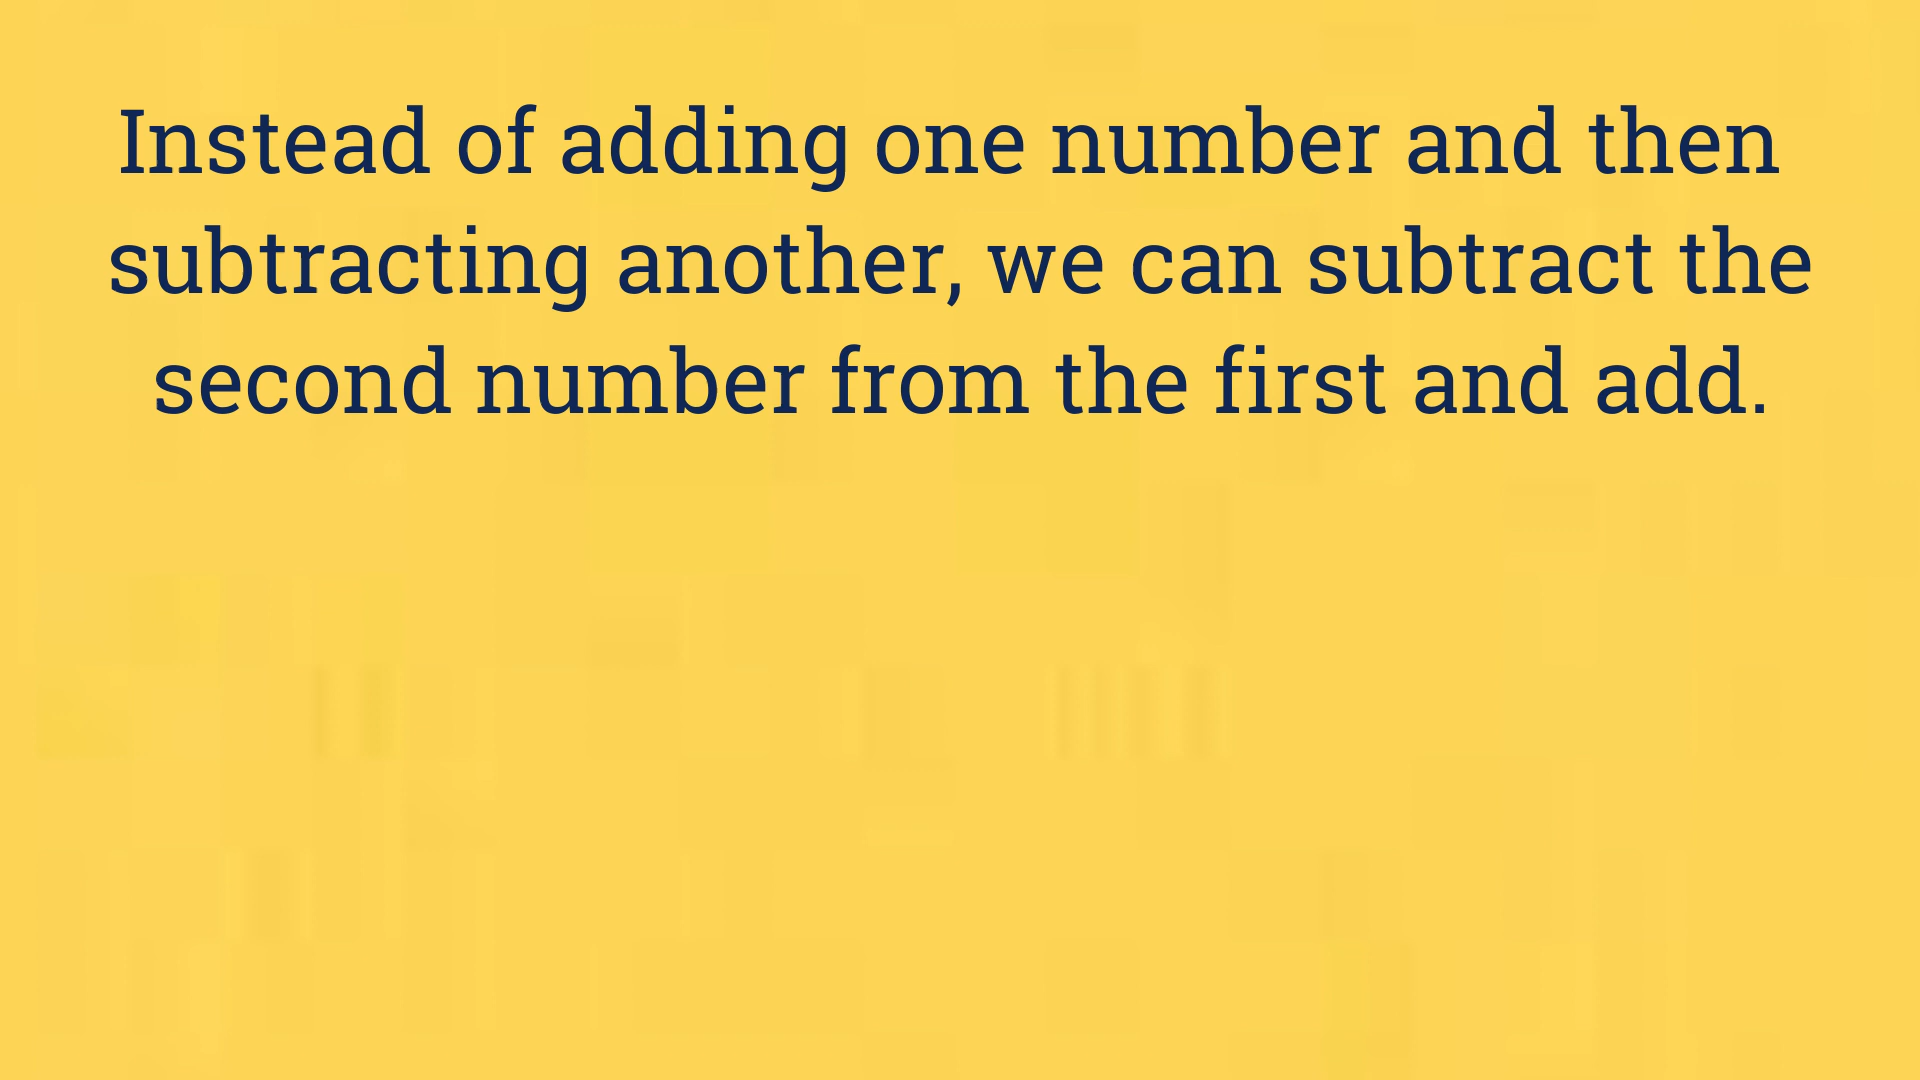 Instead of adding one number and then
subtracting another, we can subtract the
second number from the first and add.